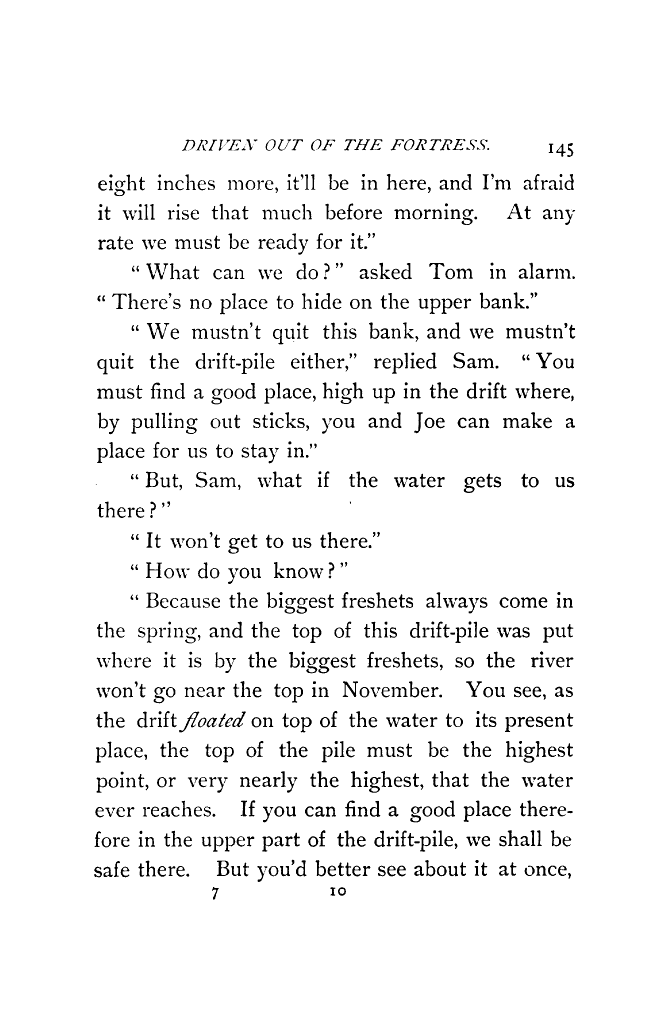 DRIVEN OUT OF THE FORTRESS. 145
eight inches more, it'll be in here, and I'm afraid
it will rise that much before morning. At any
rate we must be ready for it."
"What can we do?" asked Tom in alarm.
"There's no place to hide on the upper bank."
"We mustn't quit this bank, and we mustn't
quit the drift-pile either," replied Sam. "You
must find a good place, high up in the drift where,
by pulling out sticks, you and Joe can make a
place for us to stay in."
"But, Sam, what if the water gets to us
there?"
"It won't get to us there."
"How do you know?"
"Because the biggest freshets always come in
the spring, and the top of this drift-pile was put
where it is by the biggest freshets, so the river
won't go near the top in November. You see, as
the drift floated on top of the water to its present
place, the top of the pile must be the highest
point, or very nearly the highest, that the water
ever reaches. If you can find a good place there-
fore in the upper part of the drift-pile, we shall be
safe there. But you'd better see about it at once,
7 10